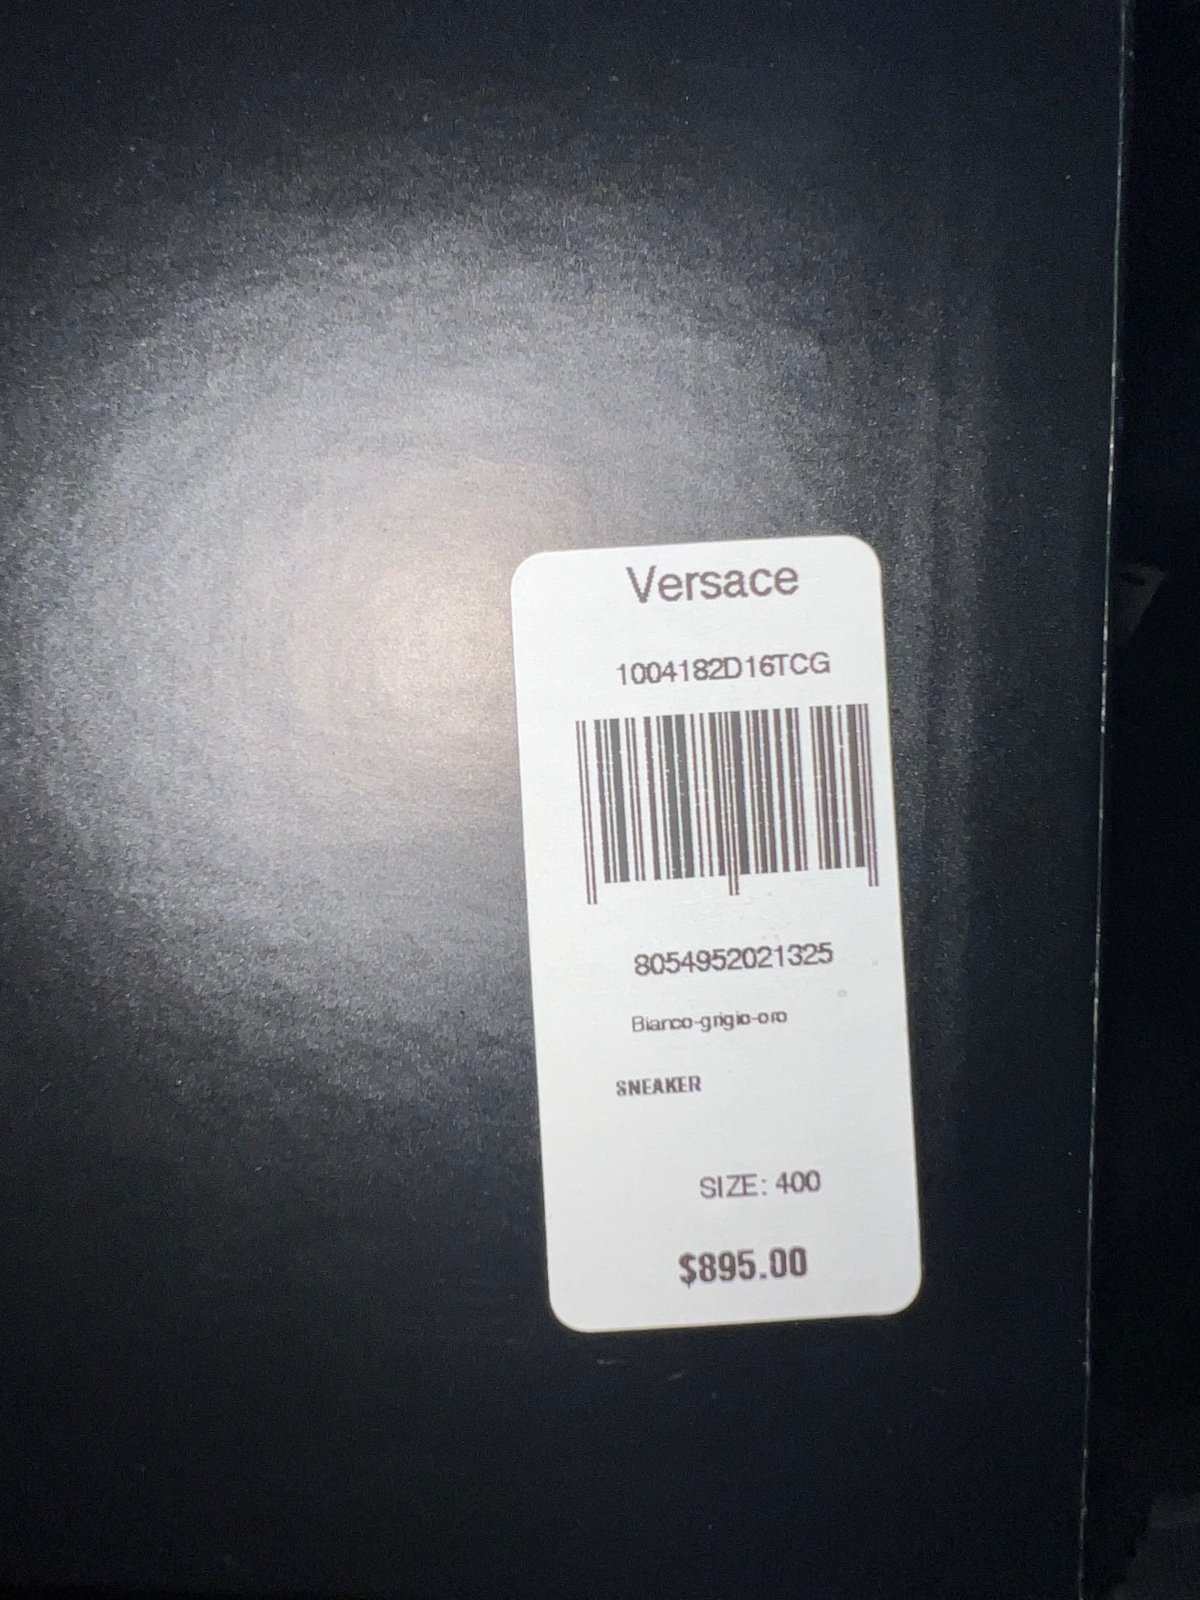 Versace
1004182D16TCG
8054952021325
Bianco-grigio-oro
SNEAKER
SIZE: 400
$895.00